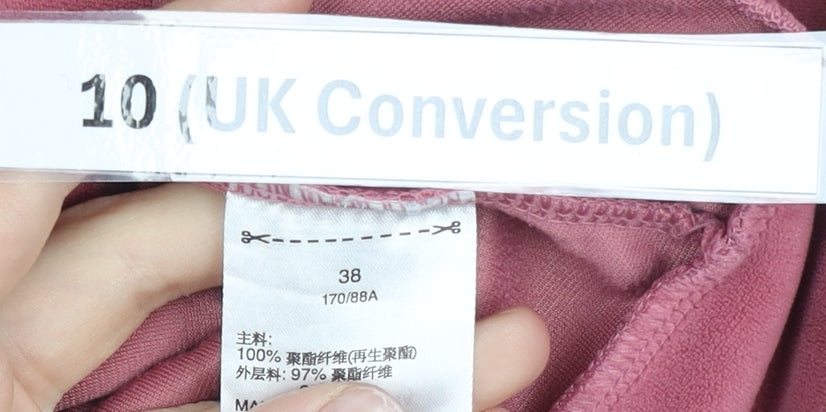 10 (UK Conversion)
38
170/88A
主料:
100% 聚酯纤维(再生聚酯)
外层料: 97% 聚酯纤维